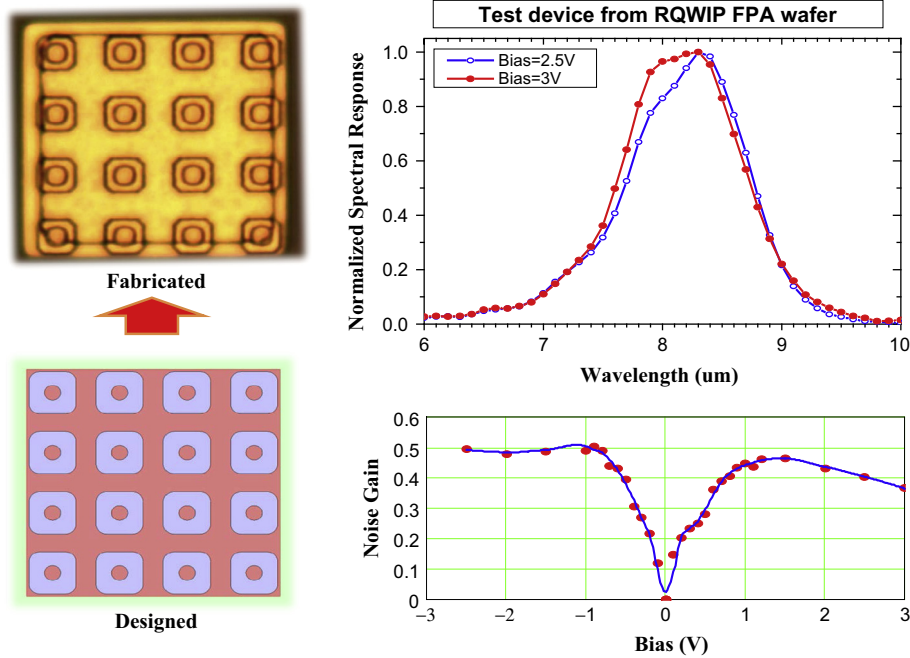 Fabricated
Designed
Test device from RQWIP FPA wafer
Normalized Spectral Response
1.0
0.8
0.6
0.4
0.2
0.0
Bias=2.5V
Bias=3V
6 7 8 9 10
Wavelength (um)
Noise Gain
0.6
0.5
0.4
0.3
0.2
0.1
0
−3 −2 −1 0 1 2 3
Bias (V)